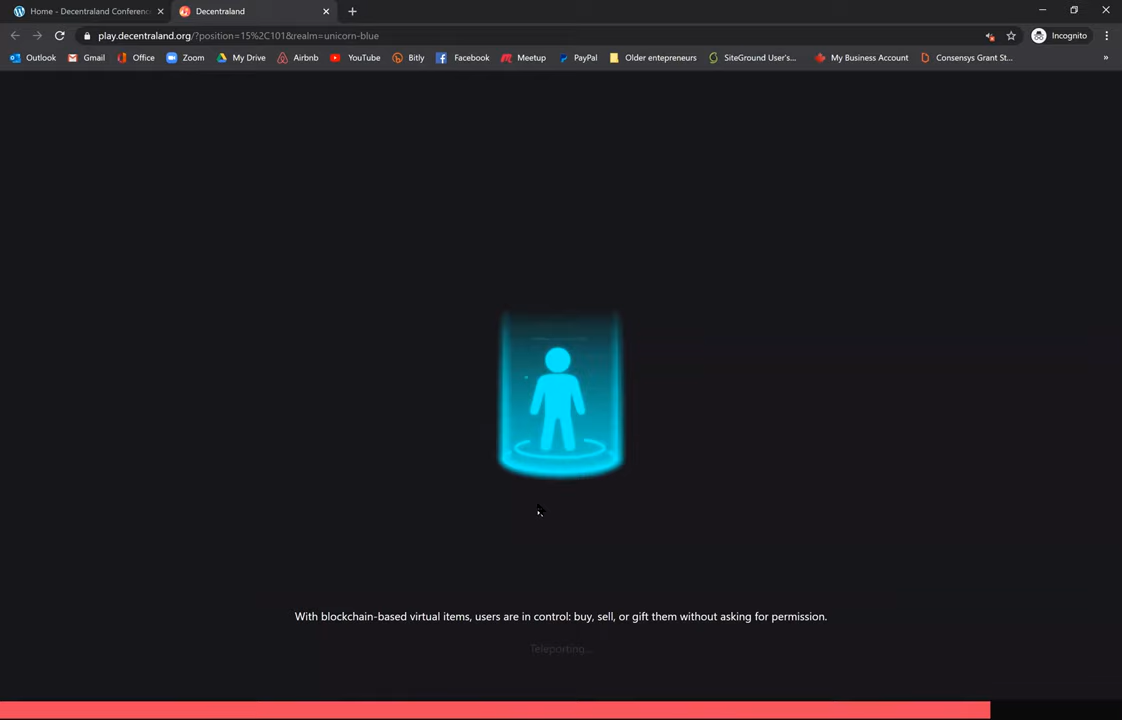 Home - Decentraland Conferenc
Decentraland
play.decentraland.org/?position=15%2C101&realm=unicorn-blue
Incognito
Outlook
Gmail
Office
Zoom
My Drive
Airbnb
YouTube
Bitly
Facebook
Meetup
PayPal
Older entepreneurs
SiteGround User's...
My Business Account
Consensys Grant St...
With blockchain-based virtual items, users are in control: buy, sell, or gift them without asking for permission.
Teleporting...